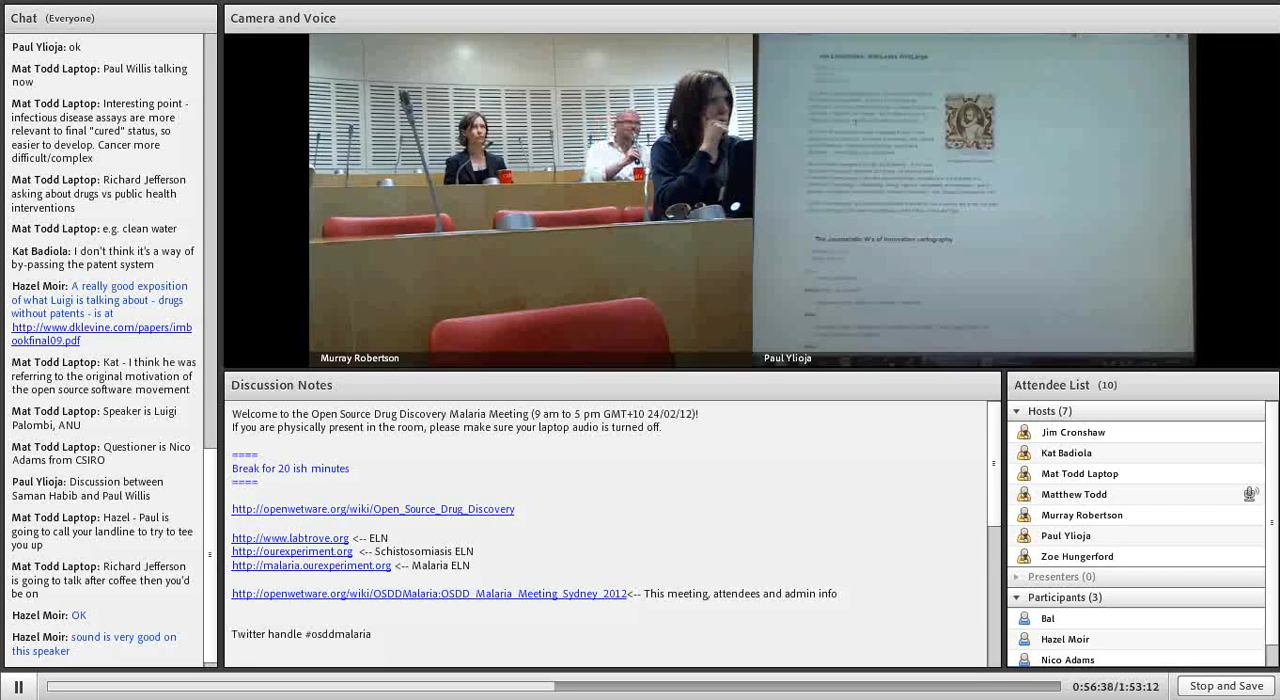 Chat (Everyone)
Paul Ylioja: ok
Mat Todd Laptop: Paul Willis talking
now
Mat Todd Laptop: Interesting point -
infectious disease assays are more
relevant to final "cured" status, so
easier to develop. Cancer more
difficult/complex
Mat Todd Laptop: Richard Jefferson
asking about drugs vs public health
interventions
Mat Todd Laptop: e.g. clean water
Kat Badiola: I don't think it's a way of
by-passing the patent system
Hazel Moir: A really good exposition
of what Luigi is talking about - drugs
without patents - is at
http://www.dklevine.com/papers/imb
ookfinal09.pdf
Mat Todd Laptop: Kat - I think he was
referring to the original motivation of
the open source software movement
Mat Todd Laptop: Speaker is Luigi
Palombi, ANU
Mat Todd Laptop: Questioner is Nico
Adams from CSIRO
Paul Ylioja: Discussion between
Saman Habib and Paul Willis
Mat Todd Laptop: Hazel - Paul is
going to call your landline to try to tee
you up
Mat Todd Laptop: Richard Jefferson
is going to talk after coffee then you'd
be on
Hazel Moir: OK
Hazel Moir: sound is very good on
this speaker
Camera and Voice
The Journalistic W's of innovation cartography
Murray Robertson
Paul Ylioja
Discussion Notes
Welcome to the Open Source Drug Discovery Malaria Meeting (9 am to 5 pm GMT+10 24/02/12)!
If you are physically present in the room, please make sure your laptop audio is turned off.
====
Break for 20 ish minutes
====
http://openwetware.org/wiki/Open_Source_Drug_Discovery
http://www.labtrove.org <-- ELN
http://ourexperiment.org <-- Schistosomiasis ELN
http://malaria.ourexperiment.org <-- Malaria ELN
http://openwetware.org/wiki/OSDDMalaria:OSDD_Malaria_Meeting_Sydney_2012<-- This meeting, attendees and admin info
Twitter handle #osddmalaria
Attendee List (10)
Hosts (7)
Jim Cronshaw
Kat Badiola
Mat Todd Laptop
Matthew Todd
Murray Robertson
Paul Ylioja
Zoe Hungerford
Presenters (0)
Participants (3)
Bal
Hazel Moir
Nico Adams
0:56:38/1:53:12
Stop and Save